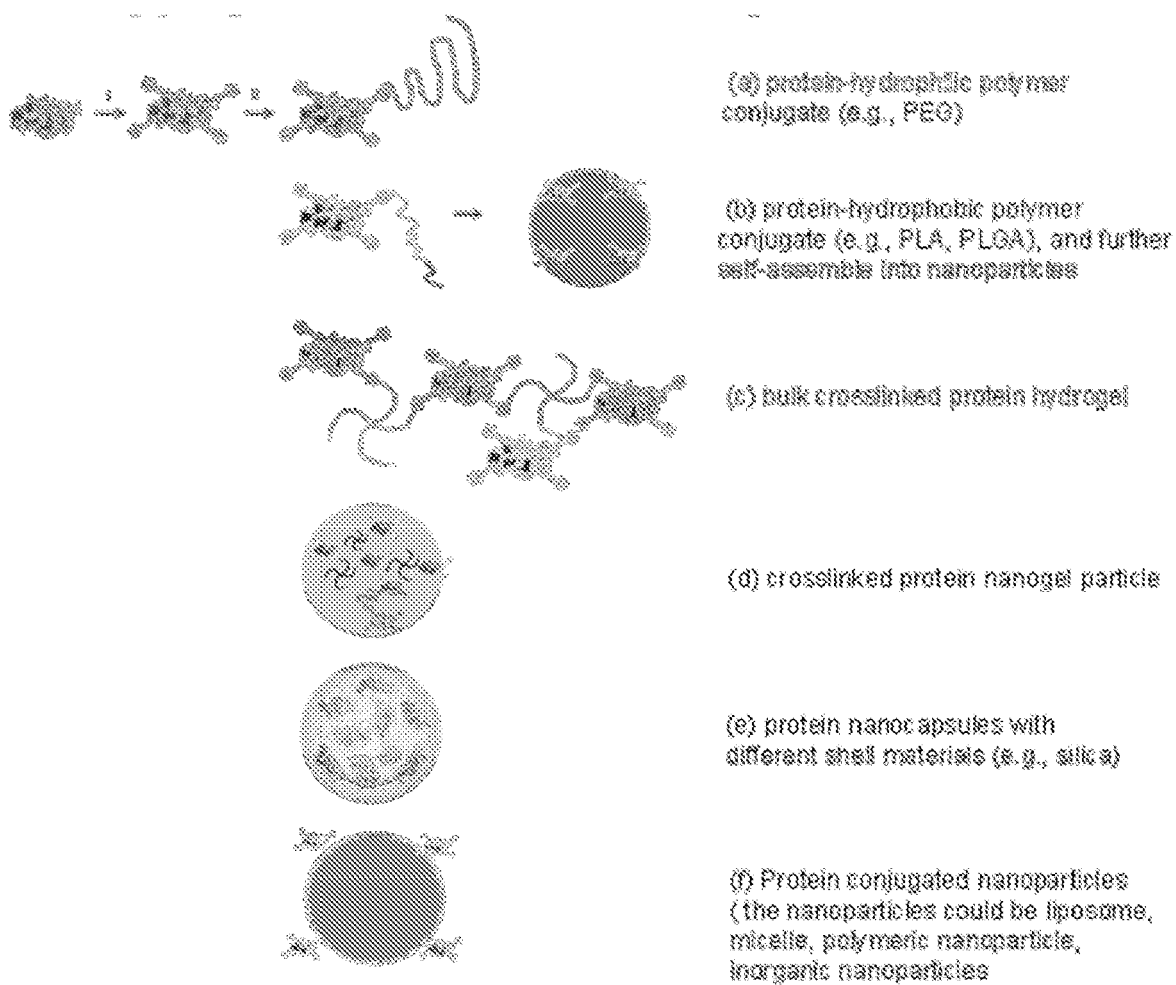 (a) protein-hydrophilic polymer
conjugate (e.g., PEG)
(b) protein-hydrophobic polymer
conjugate (e.g., PLA, PLGA), and further
self-assemble into nanoparticles
(c) bulk crosslinked protein hydrogel
(d) crosslinked protein nanogel particle
(e) protein nanocapsules with
different shell materials (e.g., silica)
(f) Protein conjugated nanoparticles
(the nanoparticles could be liposome,
micelle, polymeric nanoparticle,
inorganic nanoparticles